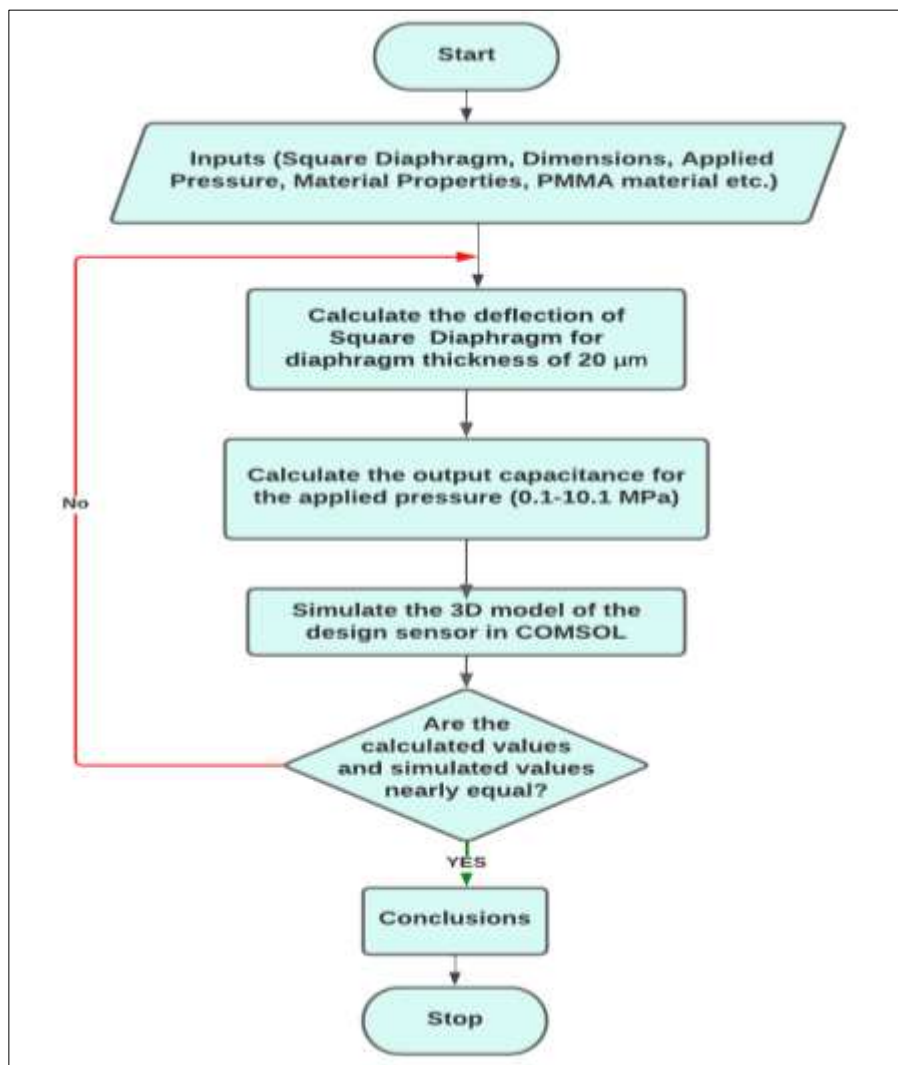 Start
Inputs (Square Diaphragm, Dimensions, Applied
Pressure, Material Properties, PMMA material etc.)
Calculate the deflection of
Square Diaphragm for
diaphragm thickness of 20 μm
Calculate the output capacitance for
the applied pressure (0.1-10.1 MPa)
No
Simulate the 3D model of the
design sensor in COMSOL
Are the
calculated values
and simulated values
nearly equal?
YES
Conclusions
Stop